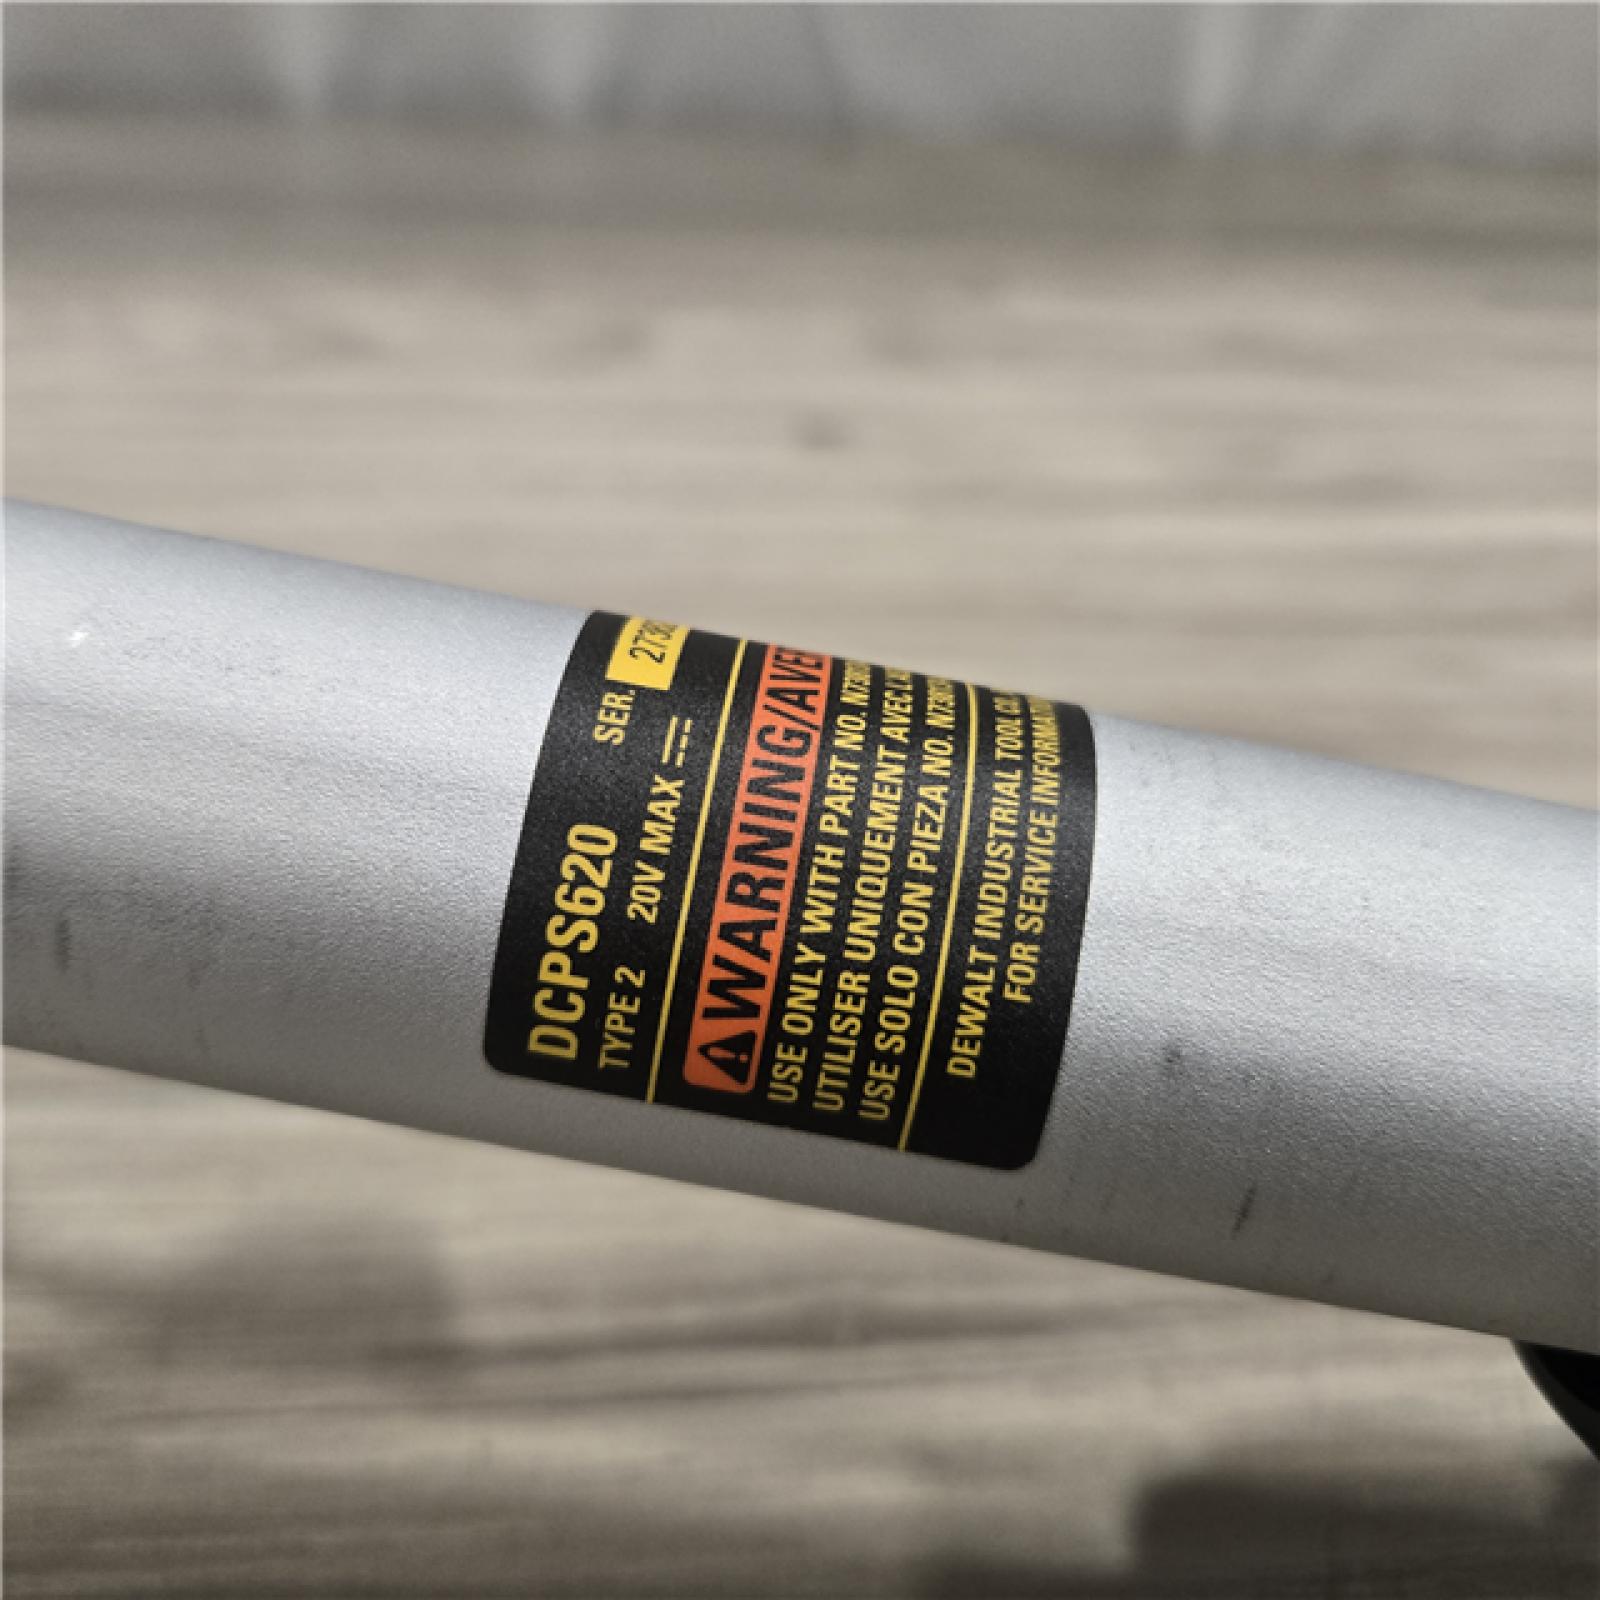 DCPS620
SER.
TYPE 2 20V MAX
WARNING
USE ONLY WITH PART NO.
UTILISER UNIQUEMENT AVEC
USE SOLO CON PIEZA NO.
DEWALT INDUSTRIAL TOOL CO.
FOR SERVICE